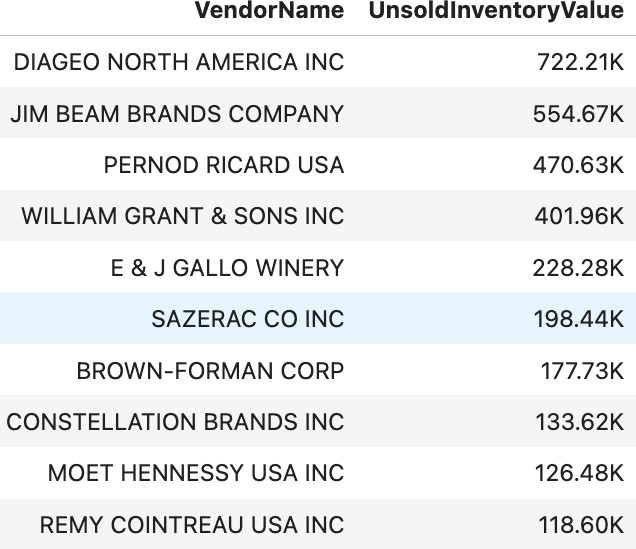 VendorName UnsoldInventoryValue
DIAGEO NORTH AMERICA INC 722.21K
JIM BEAM BRANDS COMPANY 554.67K
PERNOD RICARD USA 470.63K
WILLIAM GRANT & SONS INC 401.96K
E & J GALLO WINERY 228.28K
SAZERAC CO INC 198.44K
BROWN-FORMAN CORP 177.73K
CONSTELLATION BRANDS INC 133.62K
MOET HENNESSY USA INC 126.48K
REMY COINTREAU USA INC 118.60K